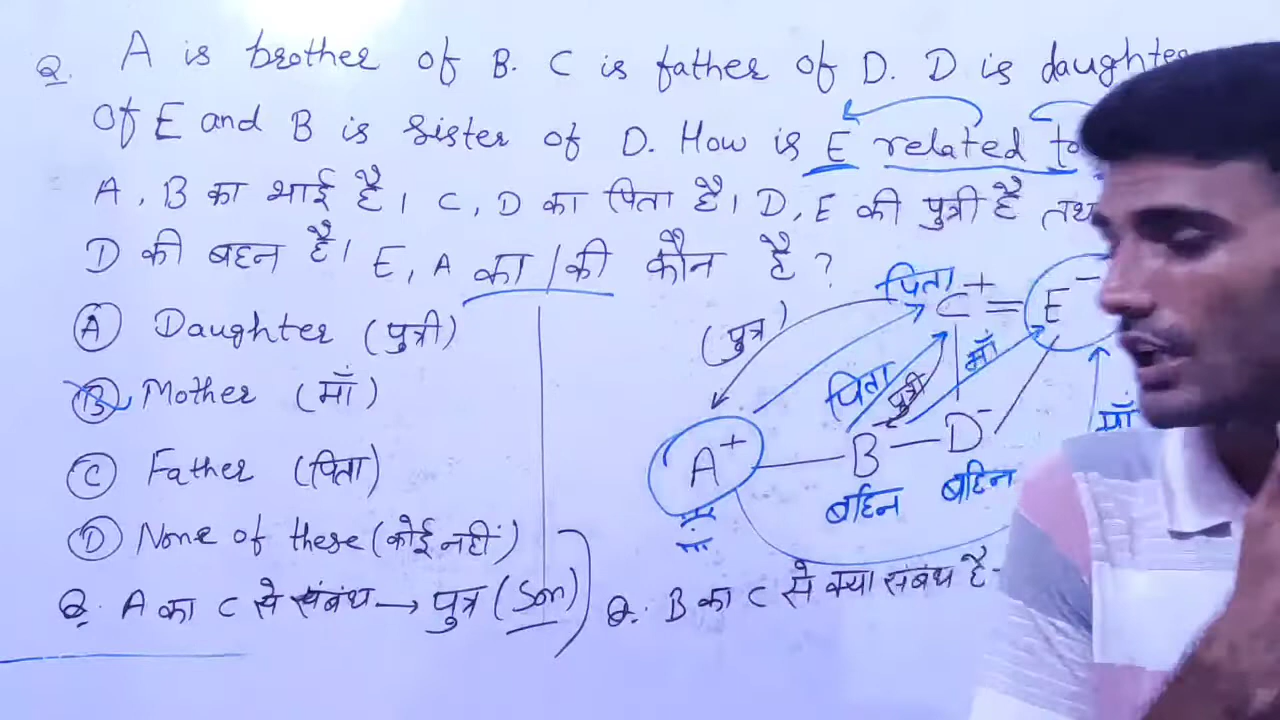 Q. A is brother of B. C is father of D. D is daughter
of E and B is sister of D. How is E related to
A, B का भाई है। C, D का पिता है। D, E की पुत्री है तथ
D की बहन है। E, A का/की कौन है?
(A) Daughter (पुत्री)
(B) Mother (माँ)
(C) Father (पिता)
(D) None of these (कोई नहीं)
Q. A का C से संबंध → पुत्र (Son)
Q. B का C से क्या संबंध है-
पिता C+ = E-
(पुत्र)
पिता पुत्री माँ
माँ
A+ — B — D-
बहिन बहिन